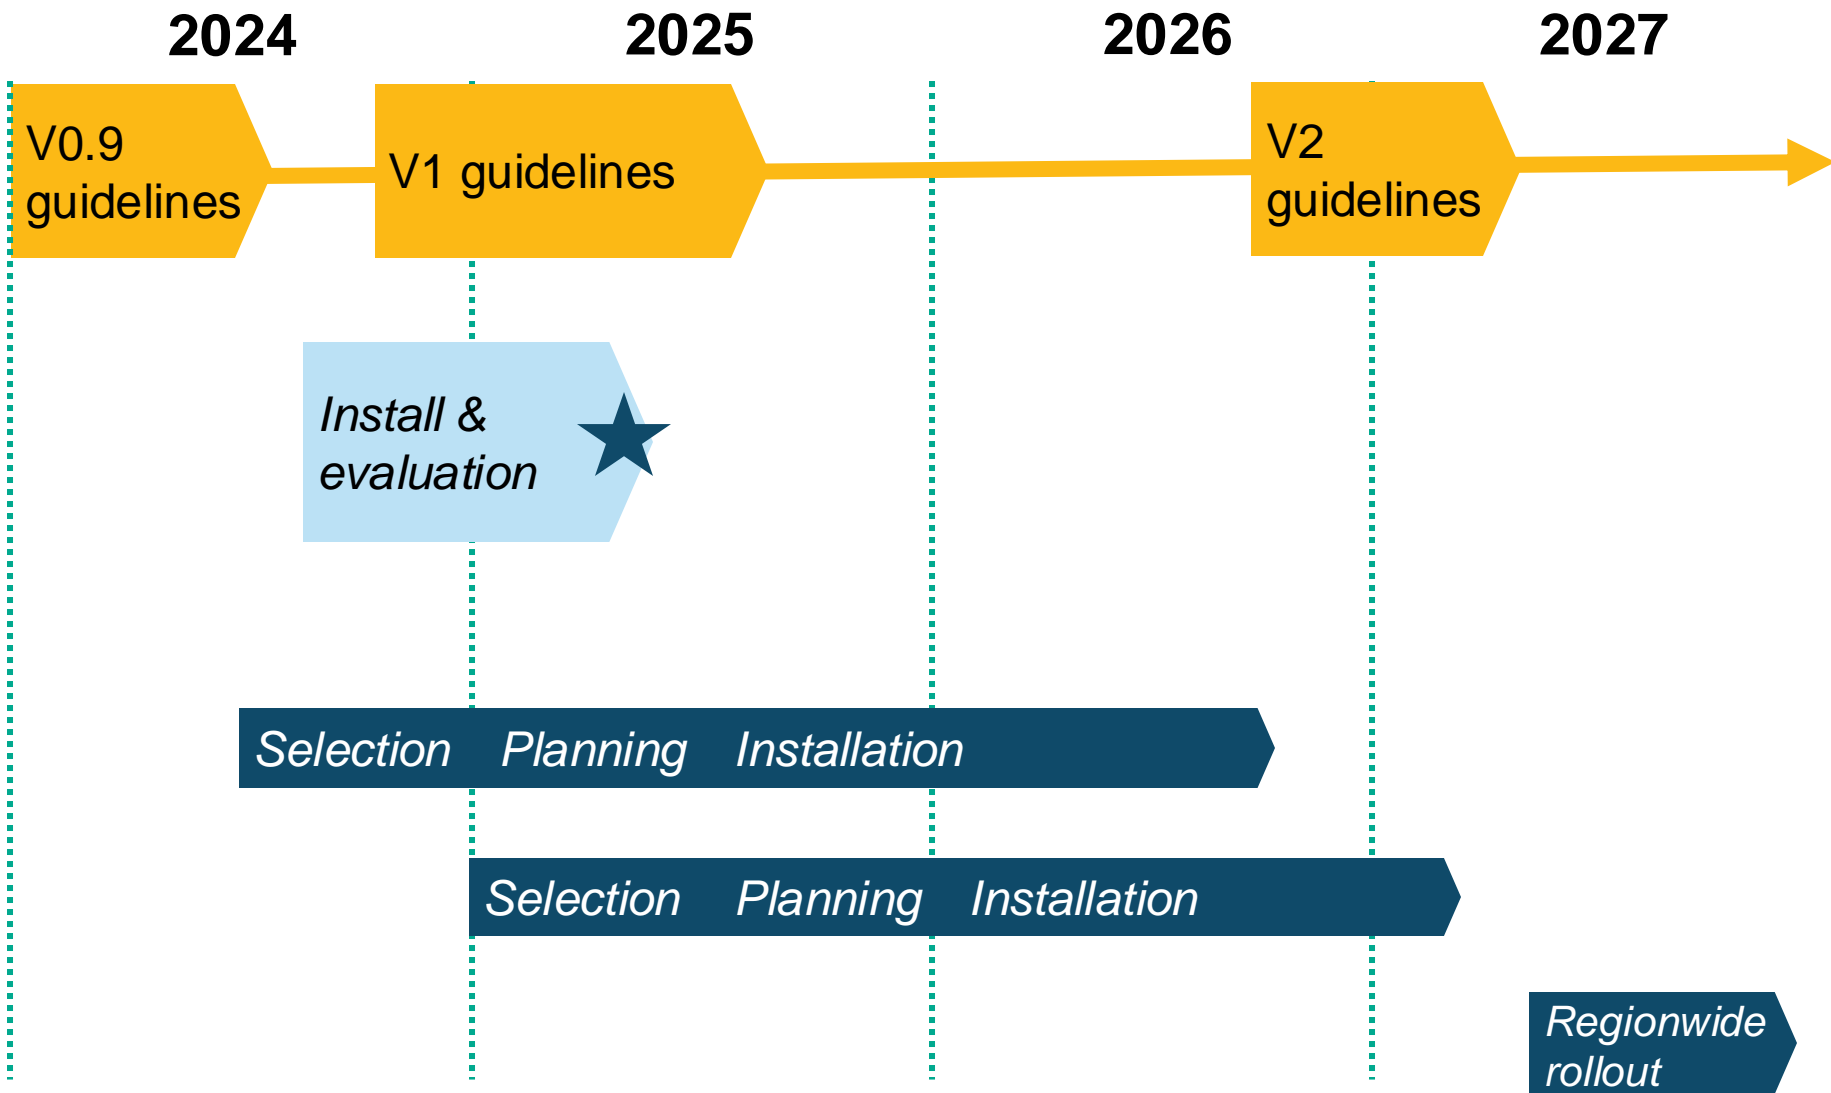 2024 2025 2026 2027
V0.9
guidelines
V1 guidelines
V2
guidelines
Install &
evaluation
Selection Planning Installation
Selection Planning Installation
Regionwide
rollout